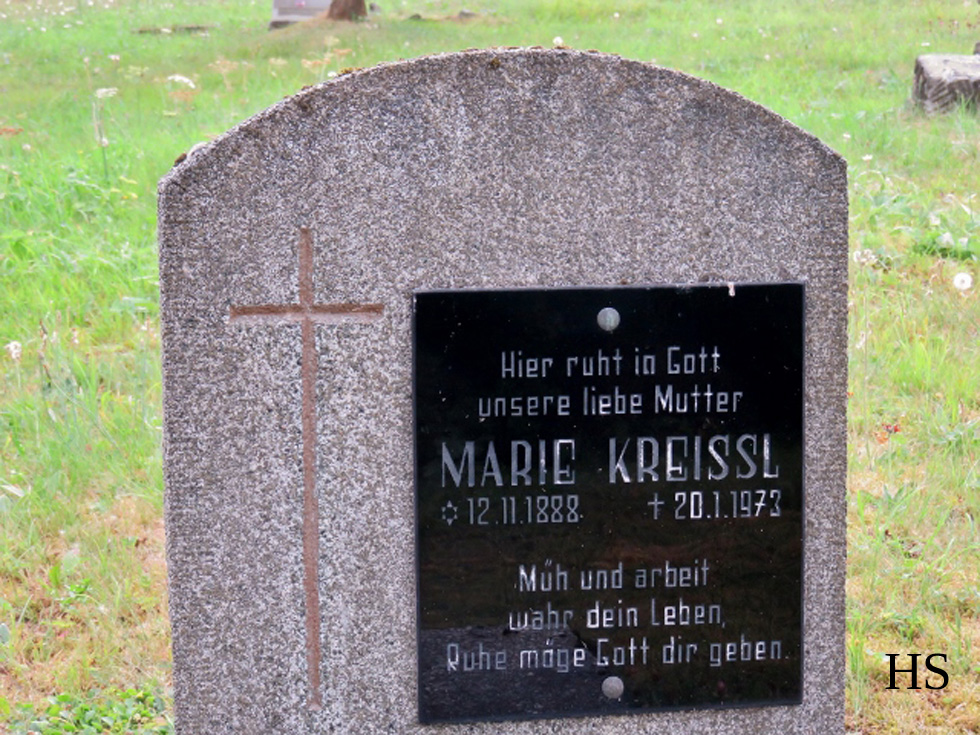 Hier ruht in Gott
unsere liebe Mutter
MARIE KREISSL
✡ 12.11.1888. ✝ 20.1.1973
Müh und arbeit
wahr dein Leben,
Ruhe möge Gott dir geben.
HS